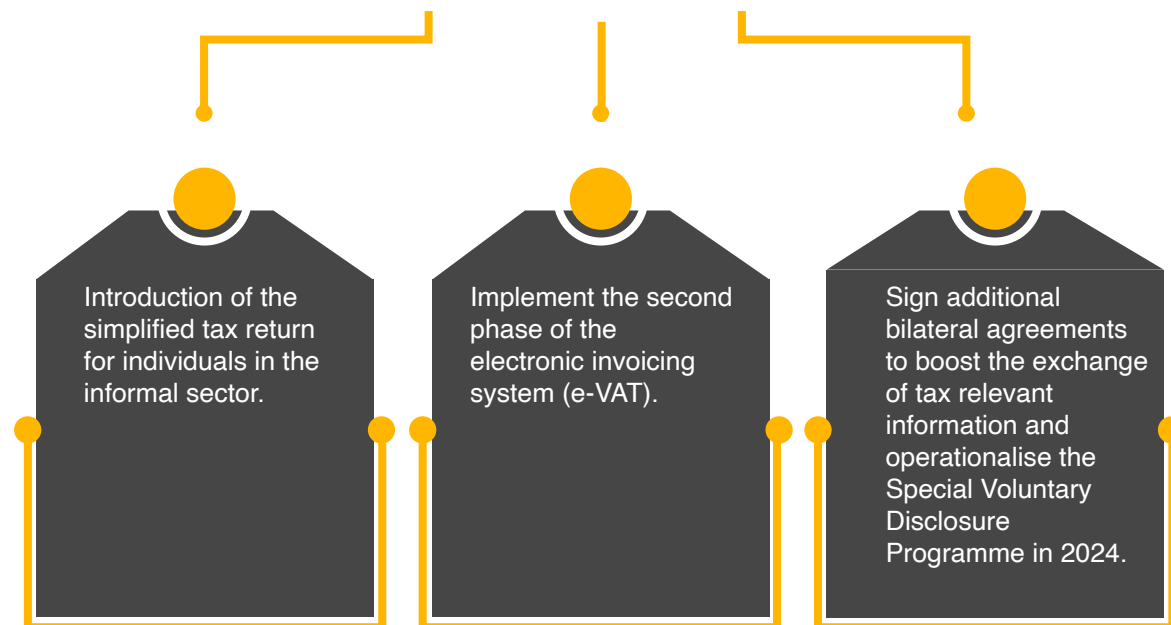 Introduction of the
simplified tax return
for individuals in the
informal sector.
Implement the second
phase of the
electronic invoicing
system (e-VAT).
Sign additional
bilateral agreements
to boost the exchange
of tax relevant
information and
operationalise the
Special Voluntary
Disclosure
Programme in 2024.